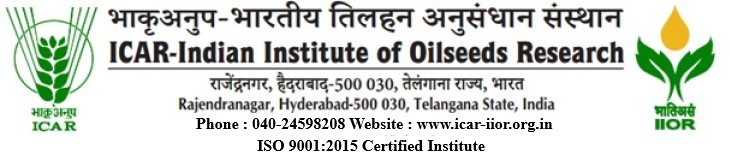 भाकृअनुप-भारतीय तिलहन अनुसंधान संस्थान
ICAR-Indian Institute of Oilseeds Research
राजेंद्रनगर, हैदराबाद-500 030, तेलंगाना राज्य, भारत
Rajendranagar, Hyderabad-500 030, Telangana State, India
Phone : 040-24598208 Website : www.icar-iior.org.in
ISO 9001:2015 Certified Institute
भाकृअनुप
ICAR
भातिअसं
IIOR